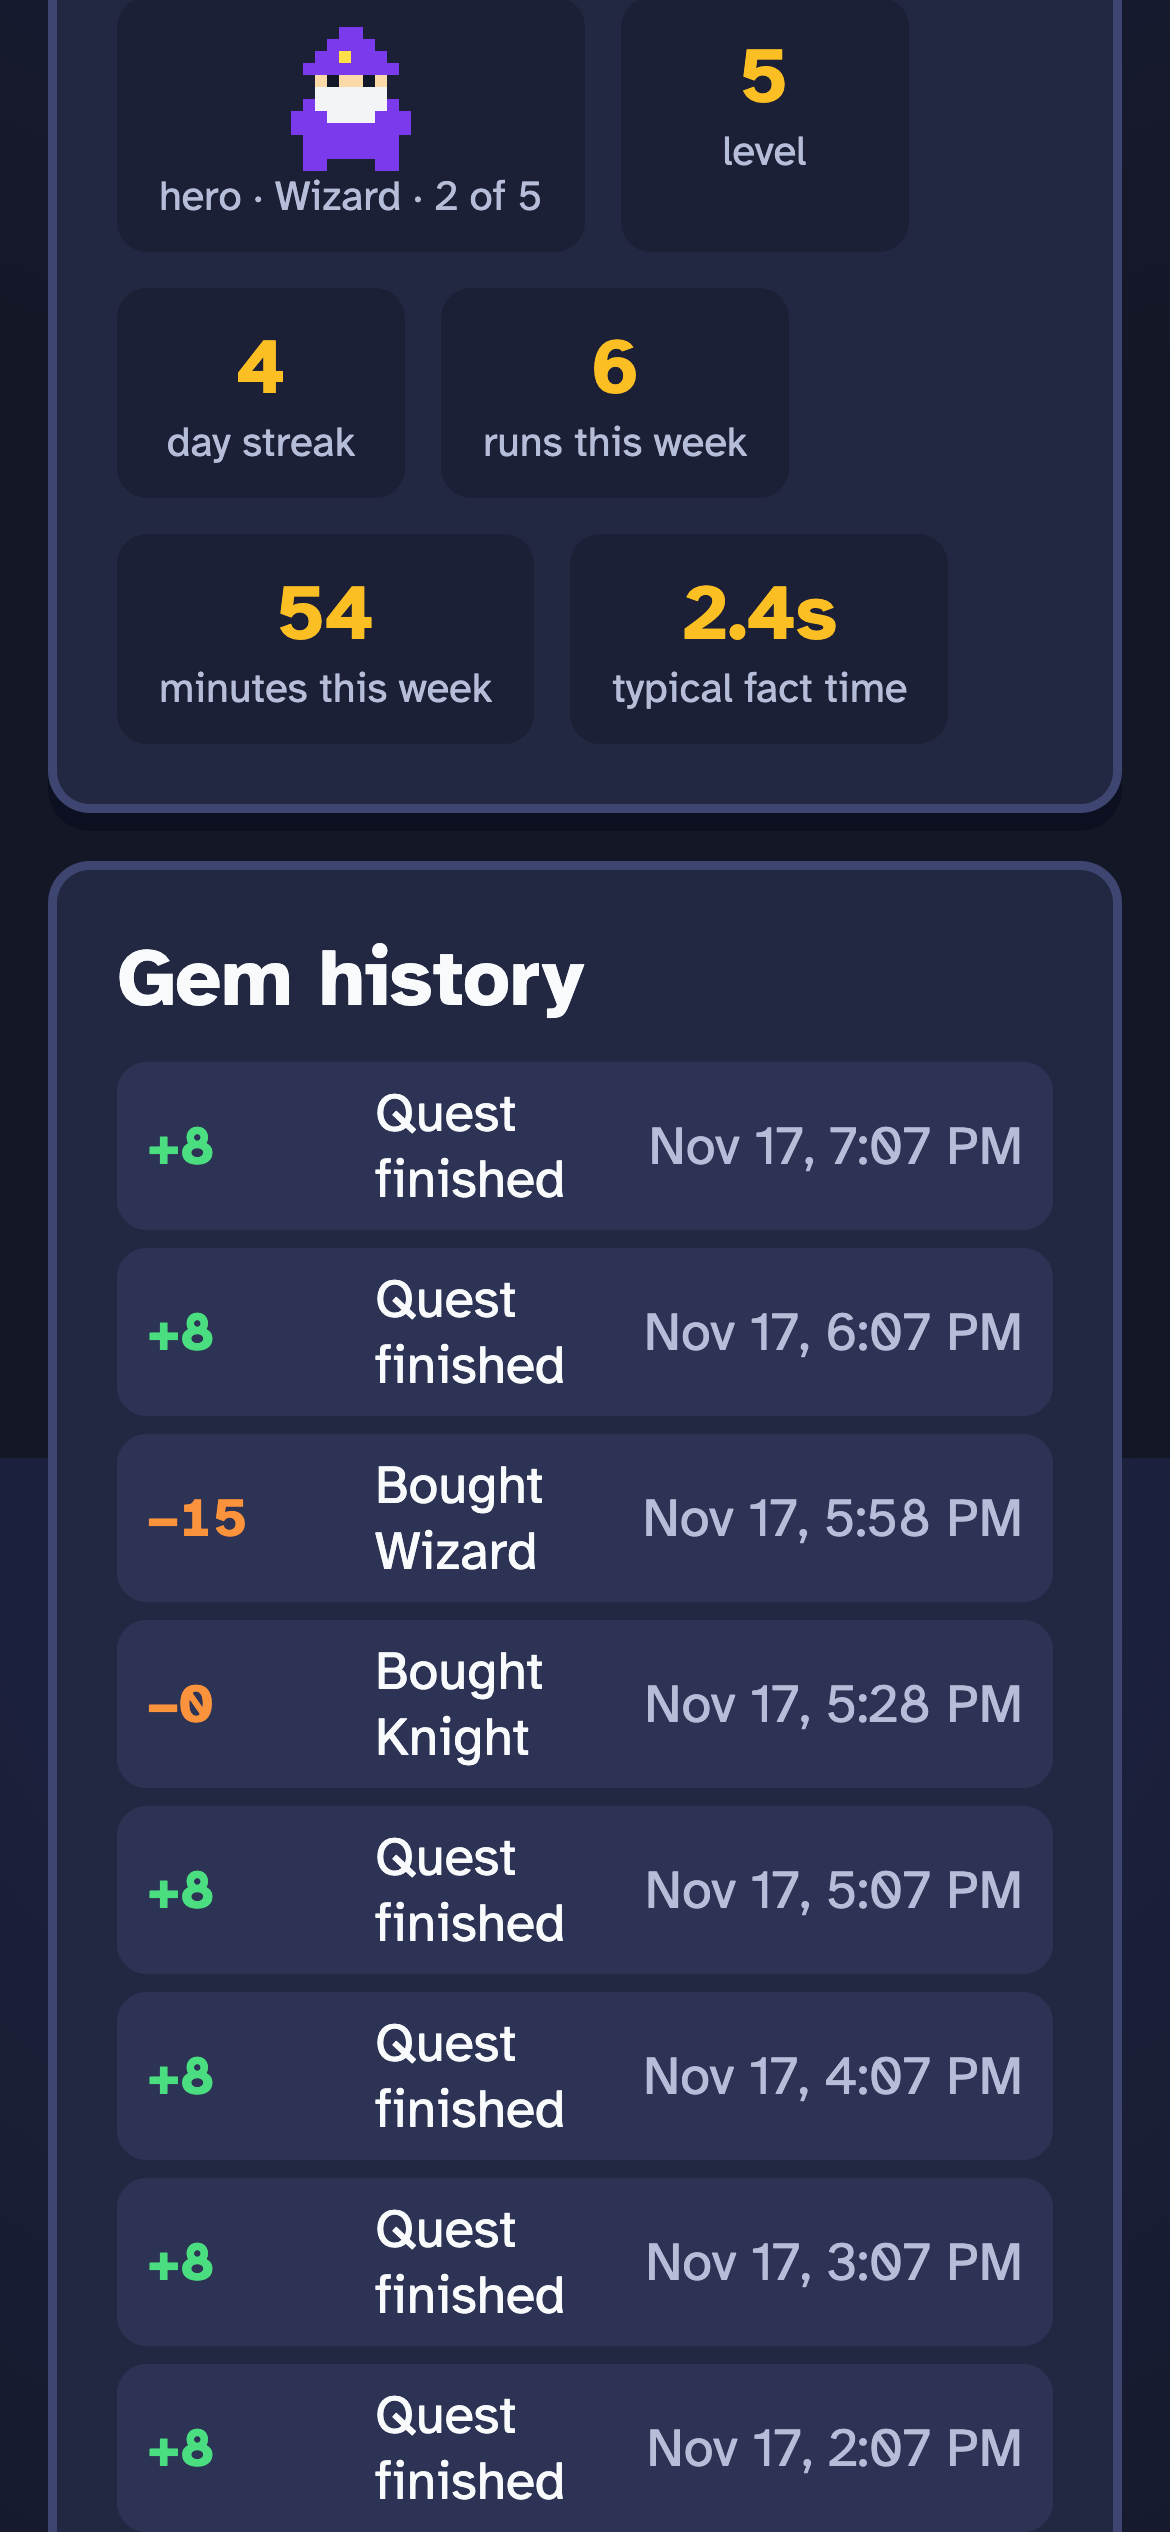 hero · Wizard · 2 of 5
5
level
4
day streak
6
runs this week
54
minutes this week
2.4s
typical fact time
Gem history
+8
Quest
finished
Nov 17, 7:07 PM
+8
Quest
finished
Nov 17, 6:07 PM
−15
Bought
Wizard
Nov 17, 5:58 PM
−0
Bought
Knight
Nov 17, 5:28 PM
+8
Quest
finished
Nov 17, 5:07 PM
+8
Quest
finished
Nov 17, 4:07 PM
+8
Quest
finished
Nov 17, 3:07 PM
+8
Quest
finished
Nov 17, 2:07 PM